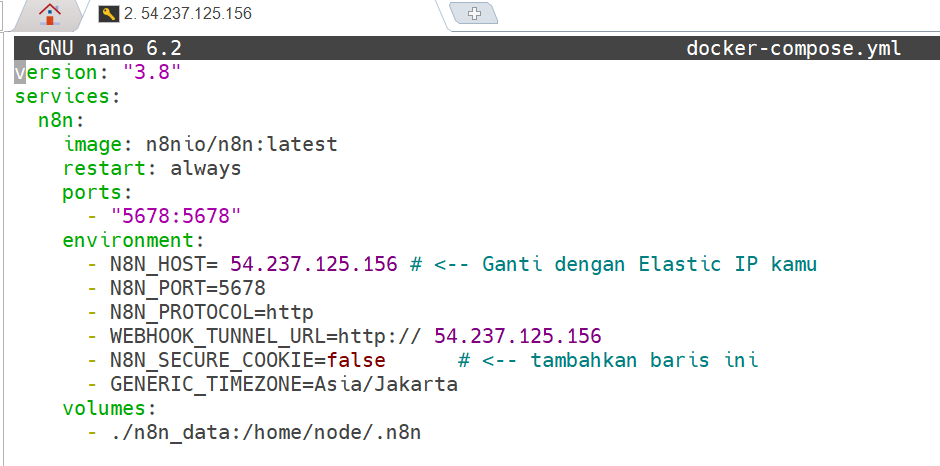 2. 54.237.125.156
GNU nano 6.2 docker-compose.yml
version: "3.8"
services:
  n8n:
    image: n8nio/n8n:latest
    restart: always
    ports:
      - "5678:5678"
    environment:
      - N8N_HOST= 54.237.125.156 # <-- Ganti dengan Elastic IP kamu
      - N8N_PORT=5678
      - N8N_PROTOCOL=http
      - WEBHOOK_TUNNEL_URL=http:// 54.237.125.156
      - N8N_SECURE_COOKIE=false      # <-- tambahkan baris ini
      - GENERIC_TIMEZONE=Asia/Jakarta
    volumes:
      - ./n8n_data:/home/node/.n8n